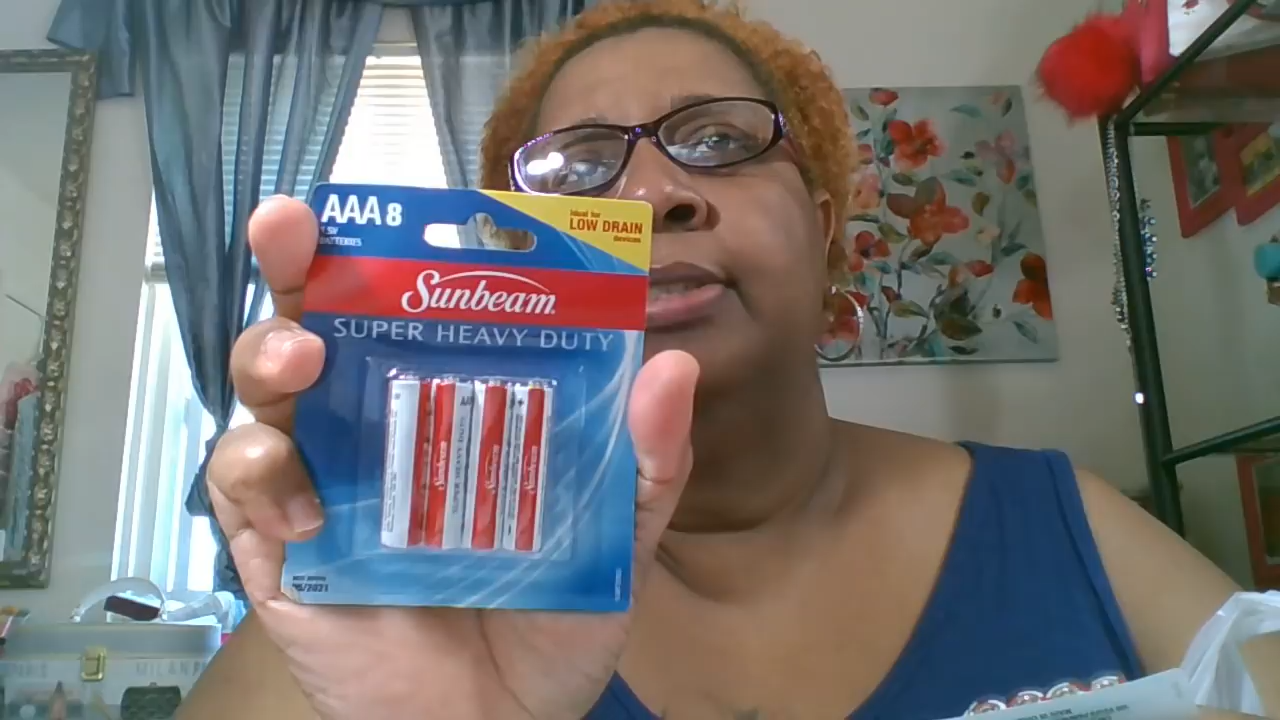 AAA 8
1.5V
BATTERIES
Ideal for
LOW DRAIN
devices
Sunbeam
SUPER HEAVY DUTY
Sunbeam
SUPER HEAVY DUTY
Sunbeam
Sunbeam